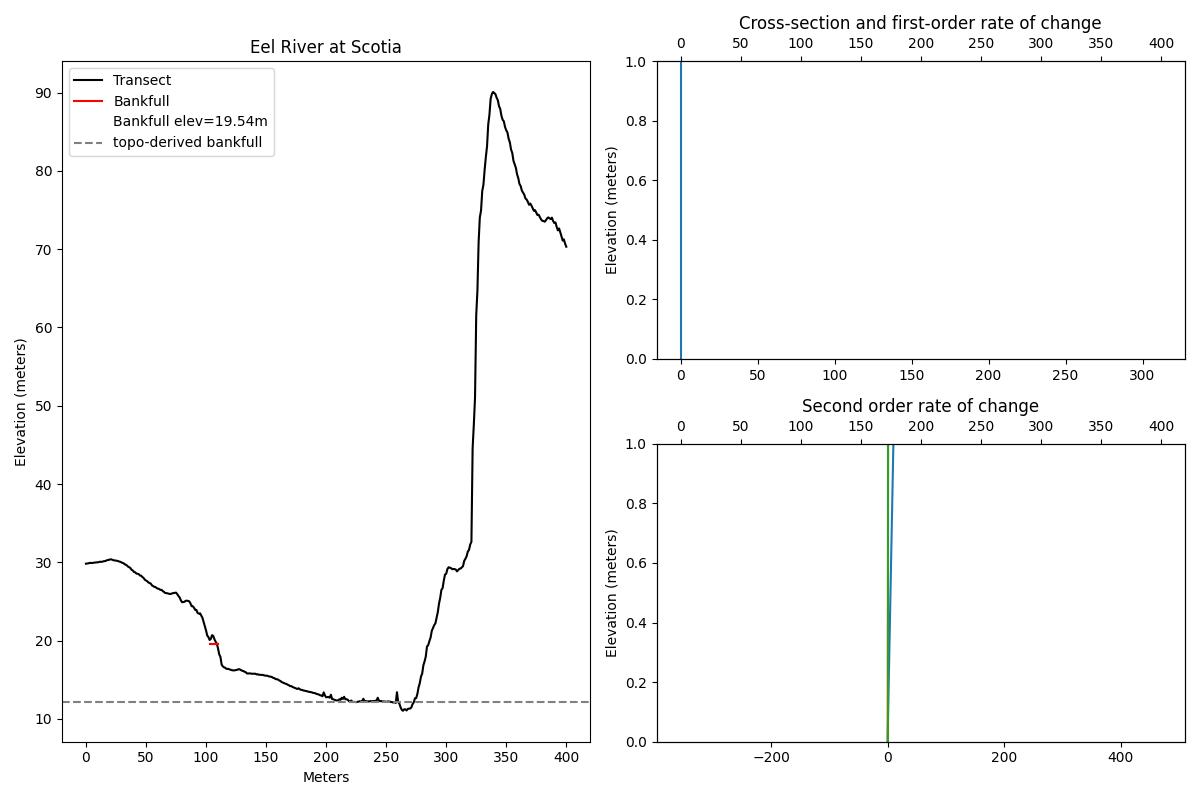 Eel River at Scotia
Transect
Bankfull
Bankfull elev=19.54m
topo-derived bankfull
Elevation (meters)
90
80
70
60
50
40
30
20
10
0 50 100 150 200 250 300 350 400
Meters
Cross-section and first-order rate of change
0 50 100 150 200 250 300 350 400
Elevation (meters)
1.0
0.8
0.6
0.4
0.2
0.0
0 50 100 150 200 250 300
Second order rate of change
0 50 100 150 200 250 300 350 400
Elevation (meters)
1.0
0.8
0.6
0.4
0.2
0.0
−200 0 200 400